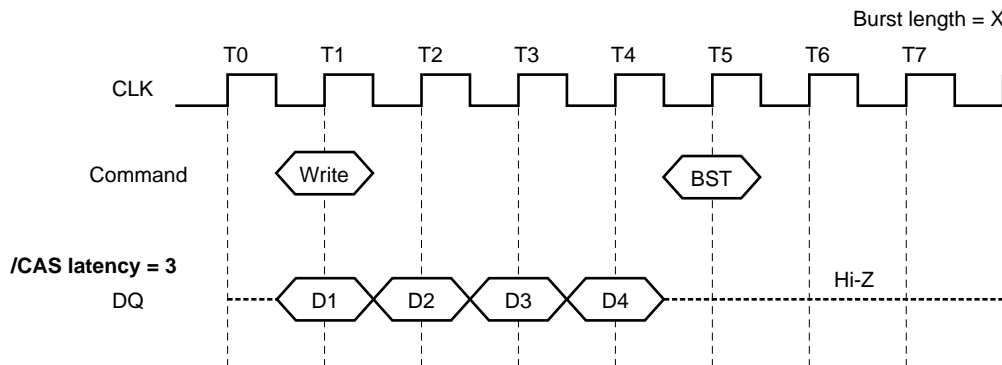 Burst length = X
T0 T1 T2 T3 T4 T5 T6 T7
CLK
Command Write BST
/CAS latency = 3
Hi-Z
DQ D1 D2 D3 D4